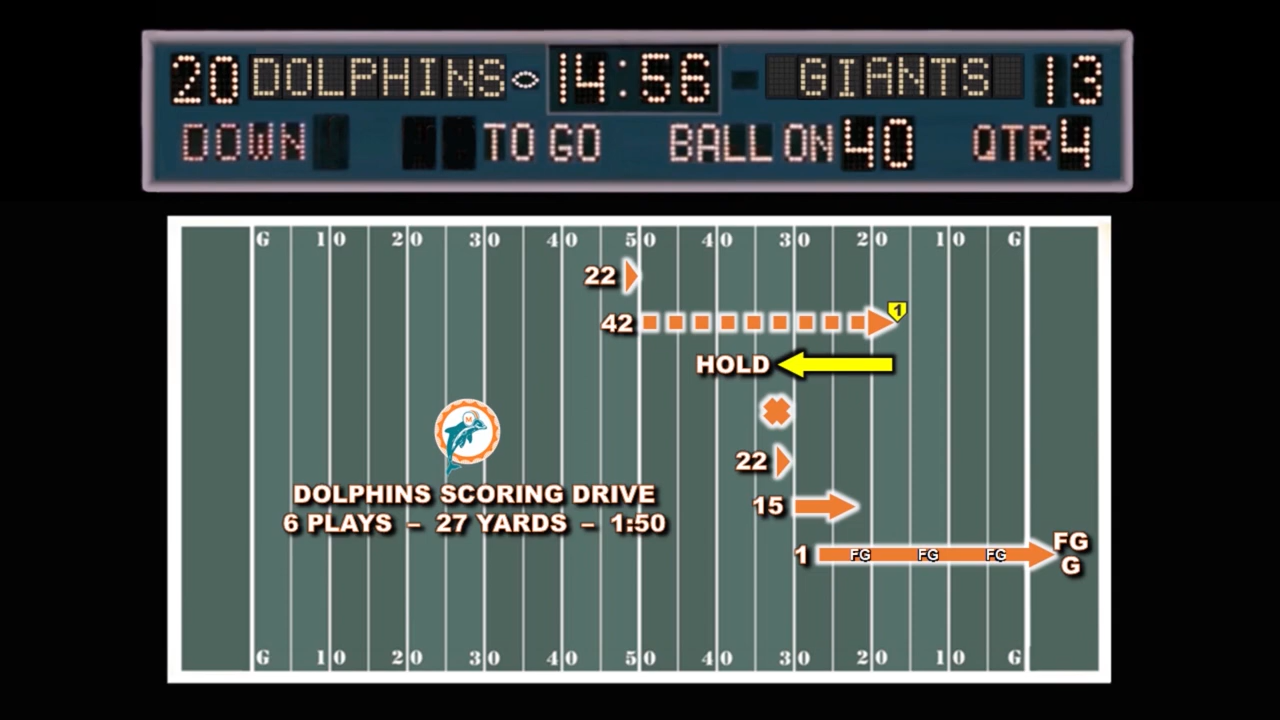 20 DOLPHINS 14:56 GIANTS 13
DOWN TO GO BALL ON 40 QTR 4
G 10 20 30 40 50 40 30 20 10 G
22
42 1
HOLD
22
15
1 FG FG FG FG
G
M
DOLPHINS SCORING DRIVE
6 PLAYS – 27 YARDS – 1:50
G 10 20 30 40 50 40 30 20 10 G